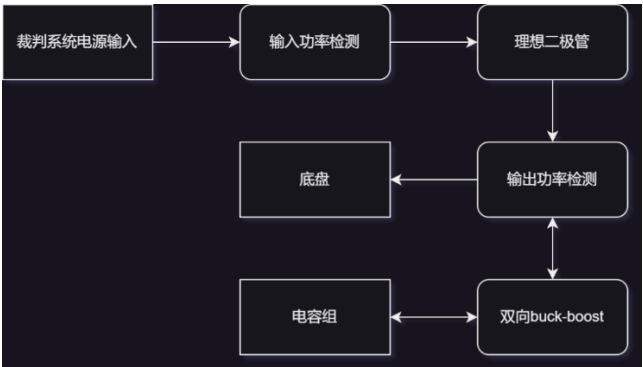 裁判系统电源输入
输入功率检测
理想二极管
底盘
输出功率检测
电容组
双向buck-boost